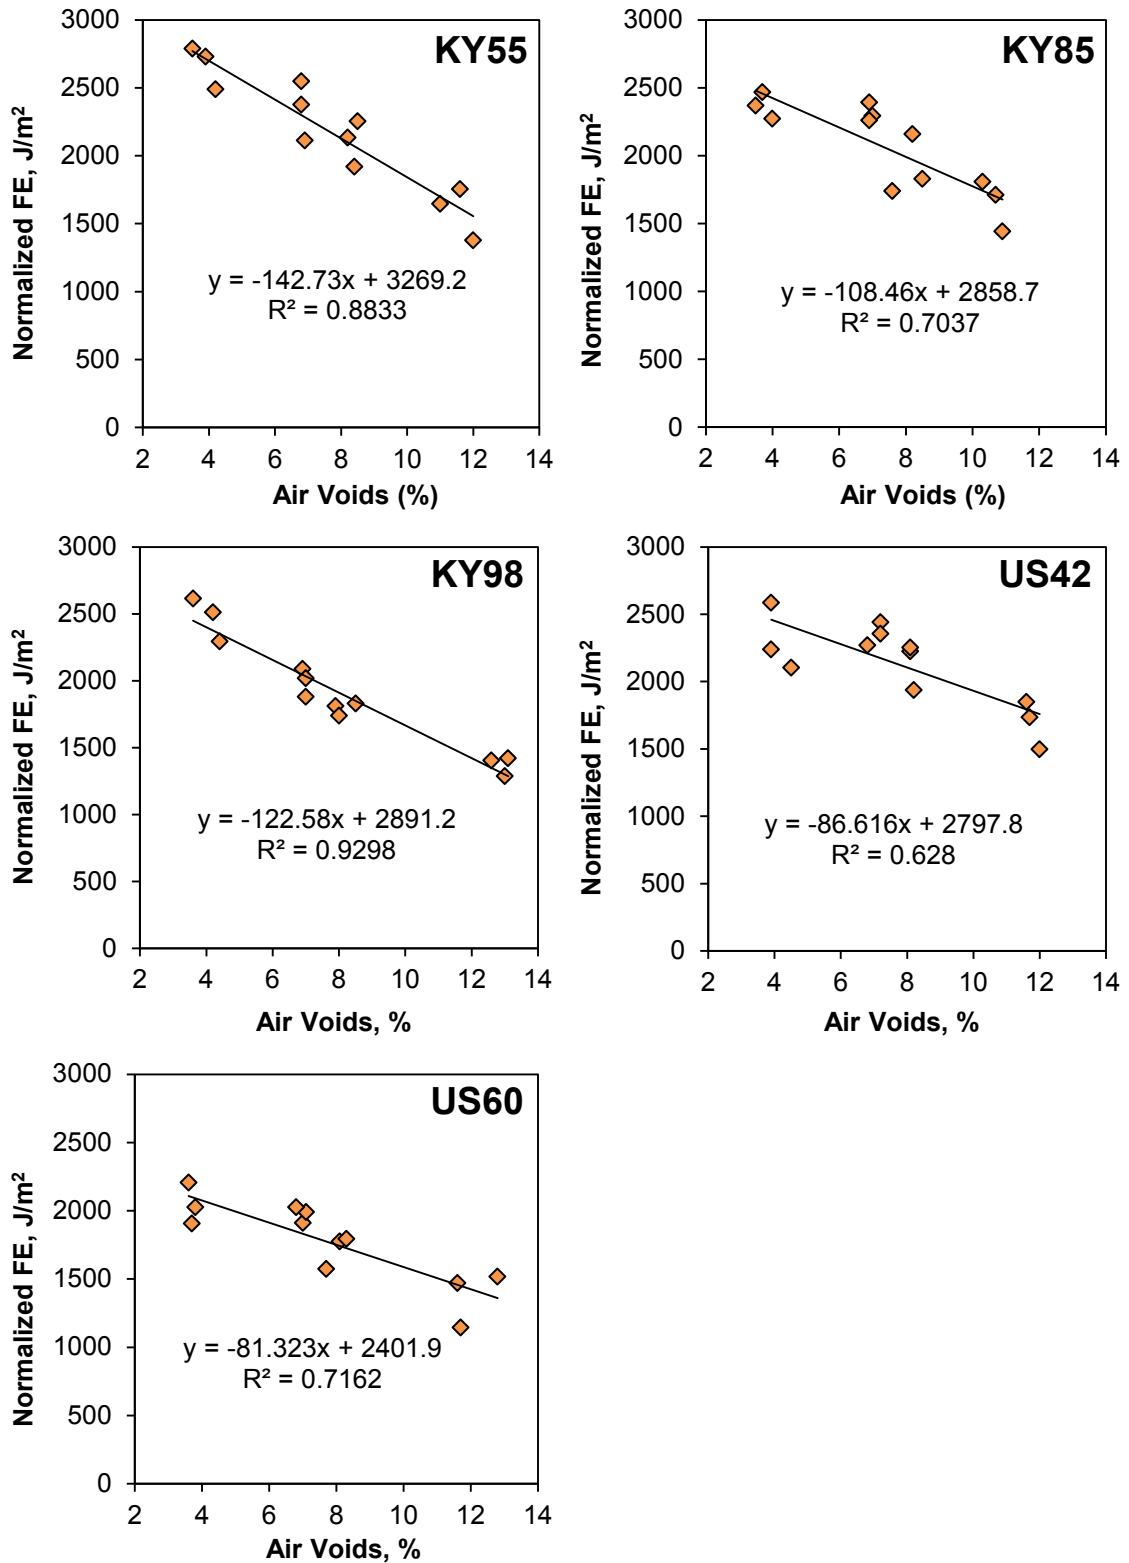 KY55
Normalized FE, J/m²
3000
2500
2000
1500
1000
500
0
y = -142.73x + 3269.2
R² = 0.8833
2 4 6 8 10 12 14
Air Voids (%)
KY85
Normalized FE, J/m²
3000
2500
2000
1500
1000
500
0
y = -108.46x + 2858.7
R² = 0.7037
2 4 6 8 10 12 14
Air Voids (%)
KY98
Normalized FE, J/m²
3000
2500
2000
1500
1000
500
0
y = -122.58x + 2891.2
R² = 0.9298
2 4 6 8 10 12 14
Air Voids, %
US42
Normalized FE, J/m²
3000
2500
2000
1500
1000
500
0
y = -86.616x + 2797.8
R² = 0.628
2 4 6 8 10 12 14
Air Voids, %
US60
Normalized FE, J/m²
3000
2500
2000
1500
1000
500
0
y = -81.323x + 2401.9
R² = 0.7162
2 4 6 8 10 12 14
Air Voids, %